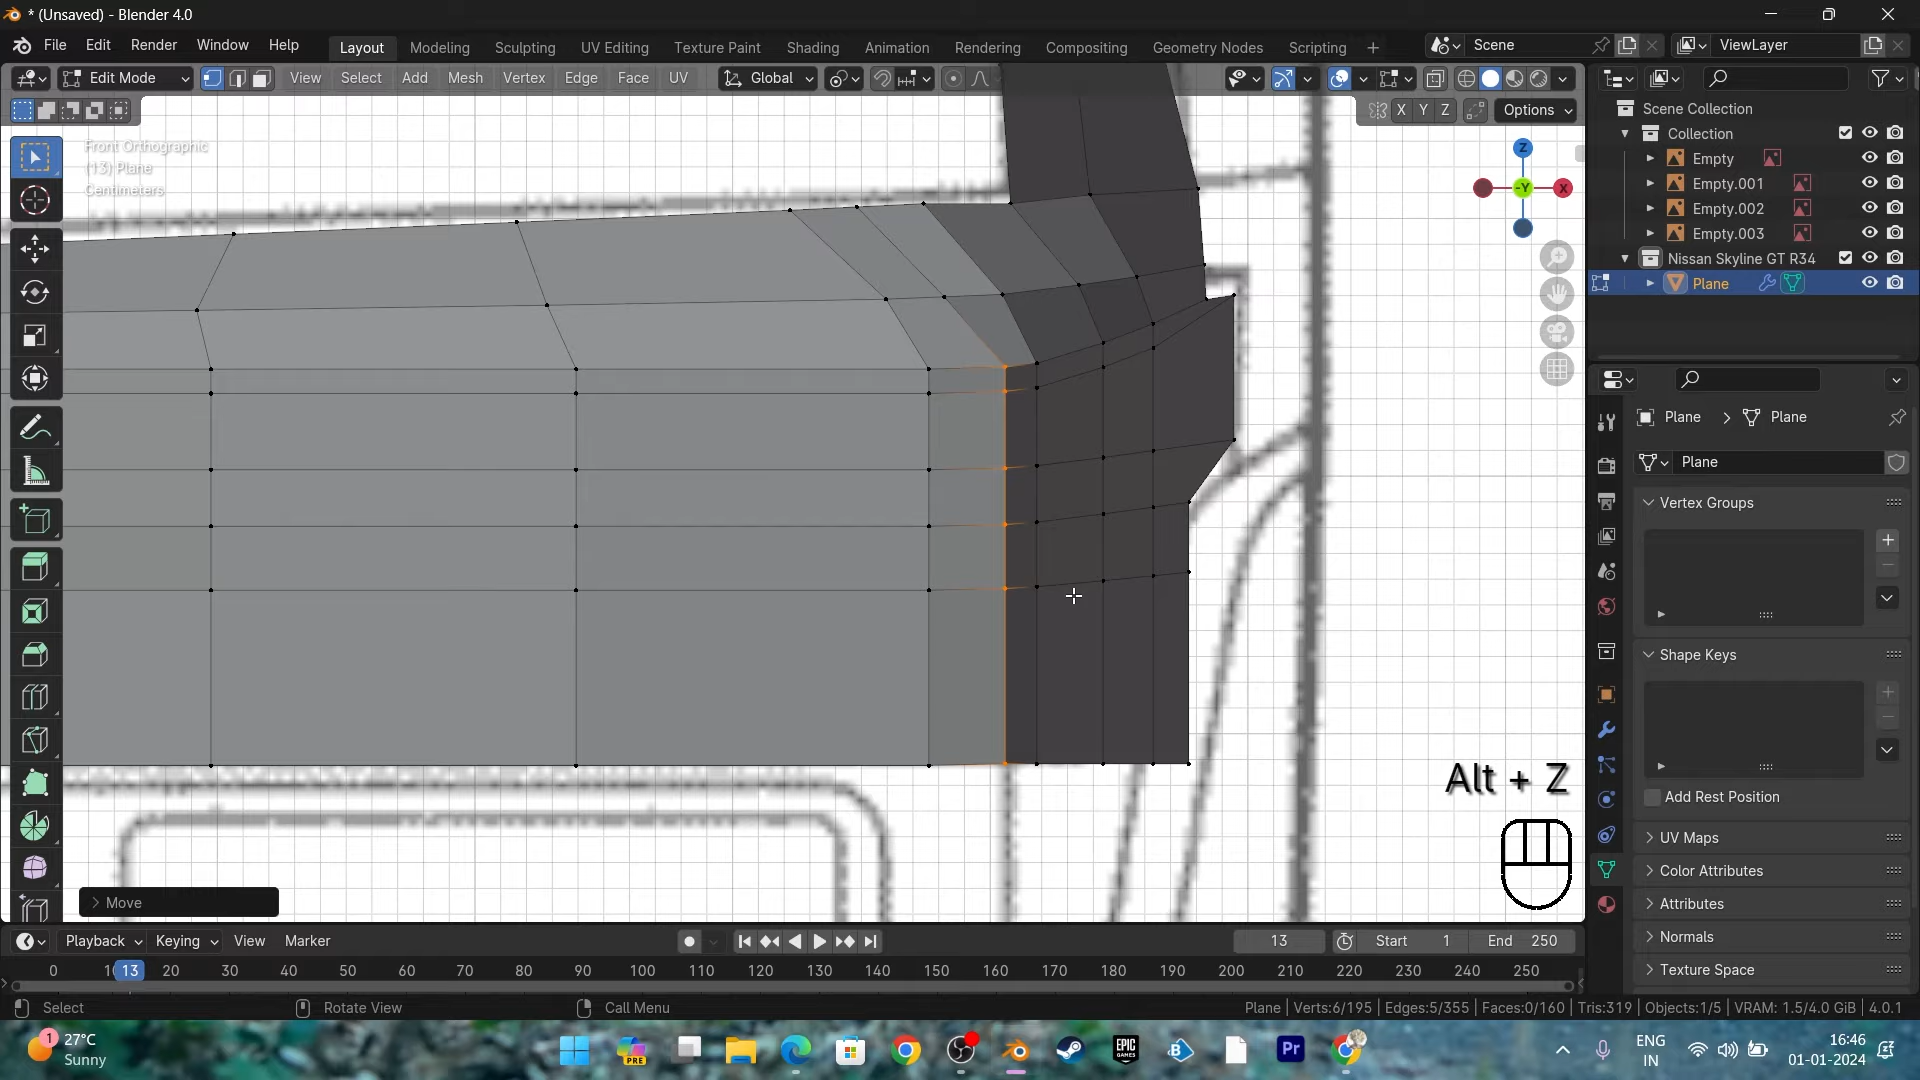 * (Unsaved) - Blender 4.0
File Edit Render Window Help
Layout Modeling Sculpting UV Editing Texture Paint Shading Animation Rendering Compositing Geometry Nodes Scripting +
Scene ViewLayer
Edit Mode View Select Add Mesh Vertex Edge Face UV Global
X Y Z Options
Front Orthographic
(13) Plane
Centimeters
Z
-Y X
Alt + Z
> Move
Scene Collection
Collection
Empty
Empty.001
Empty.002
Empty.003
Nissan Skyline GT R34
Plane
Plane > Plane
Plane
Vertex Groups
Shape Keys
Add Rest Position
UV Maps
Color Attributes
Attributes
Normals
Texture Space
Playback Keying View Marker 13 Start 1 End 250
0 10 13 20 30 40 50 60 70 80 90 100 110 120 130 140 150 160 170 180 190 200 210 220 230 240 250
Select Rotate View Call Menu Plane | Verts:6/195 | Edges:5/355 | Faces:0/160 | Tris:319 | Objects:1/5 | VRAM: 1.5/4.0 GiB | 4.0.1
1
27°C
Sunny
PRE
EPIC GAMES
B
Pr
ENG
IN
16:46
01-01-2024